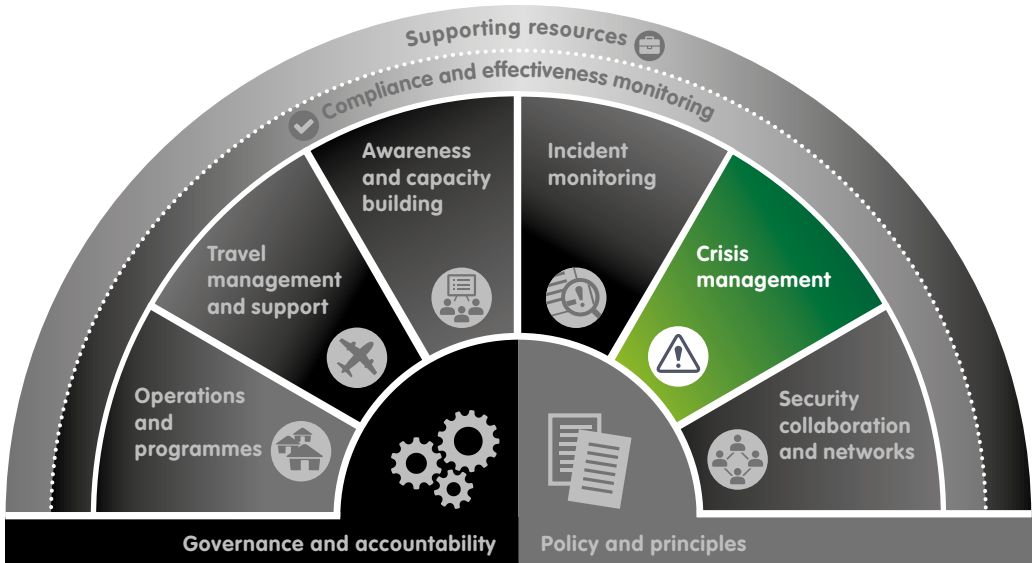 Supporting resources
Compliance and effectiveness monitoring
Awareness
and capacity
building
Incident
monitoring
Travel
management
and support
Crisis
management
Operations
and
programmes
Security
collaboration
and networks
Governance and accountability
Policy and principles